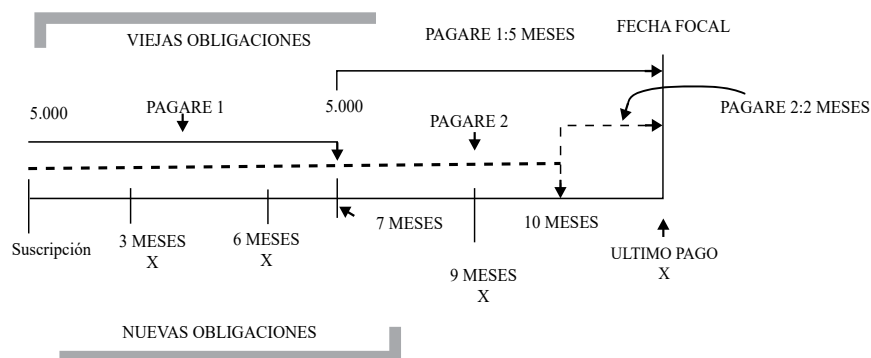 VIEJAS OBLIGACIONES
PAGARE 1:5 MESES
FECHA FOCAL
5.000
PAGARE 1
5.000
PAGARE 2
PAGARE 2:2 MESES
Suscripción
3 MESES
X
6 MESES
X
7 MESES
9 MESES
X
10 MESES
ULTIMO PAGO
X
NUEVAS OBLIGACIONES